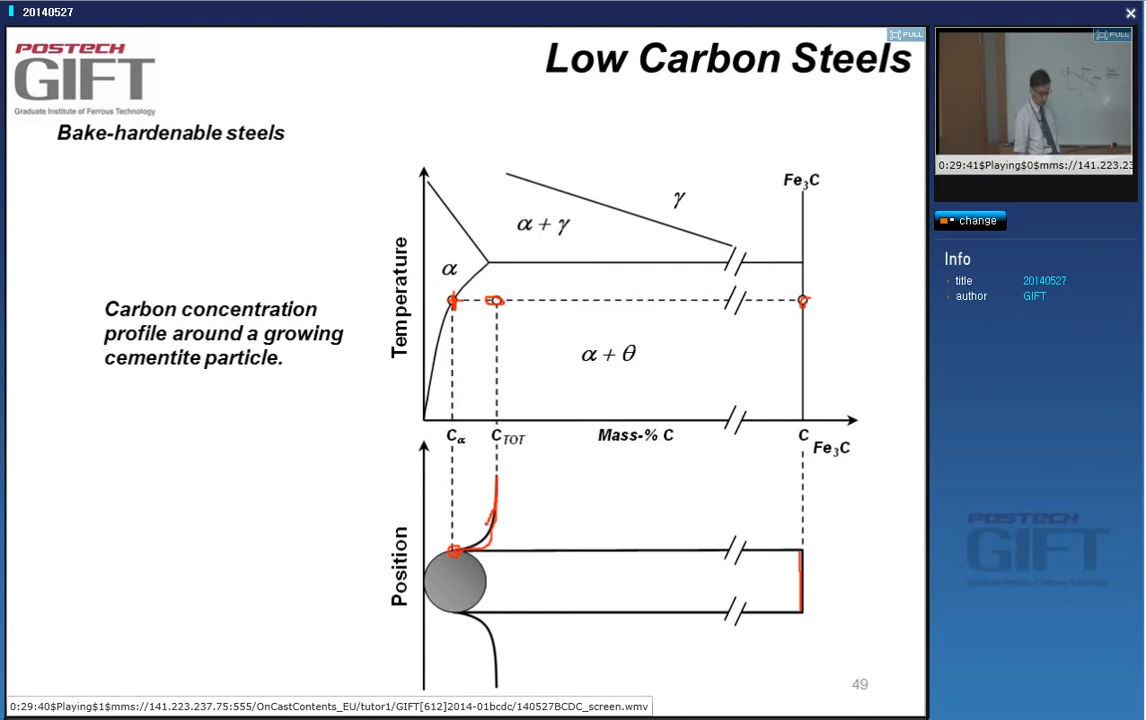 20140527
FULL
FULL
POSTECH
GIFT
Graduate Institute of Ferrous Technology
Low Carbon Steels
Bake-hardenable steels
Fe3C
γ
α + γ
α
Temperature
Carbon concentration
profile around a growing
cementite particle.
α + θ
Cα
CTOT
Mass-% C
C Fe3C
Position
49
0:29:40$Playing$1$mms://141.223.237.75:555/OnCastContents_EU/tutor1/GIFT[612]2014-01bcdc/140527BCDC_screen.wmv
0:29:41$Playing$0$mms://141.223.23
change
Info
title 20140527
author GIFT
POSTECH
GIFT